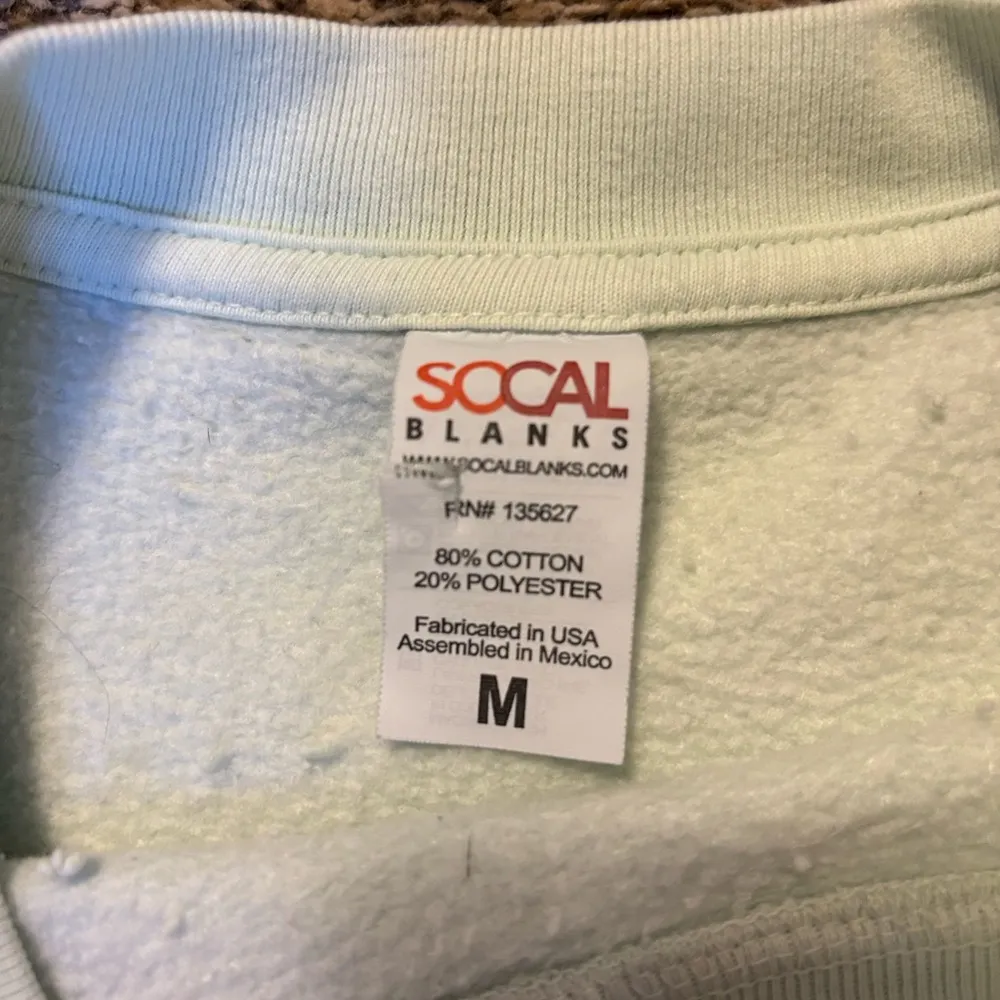 SOCAL
BLANKS
WWW.SOCALBLANKS.COM
RN# 135627
80% COTTON
20% POLYESTER
Fabricated in USA
Assembled in Mexico
M